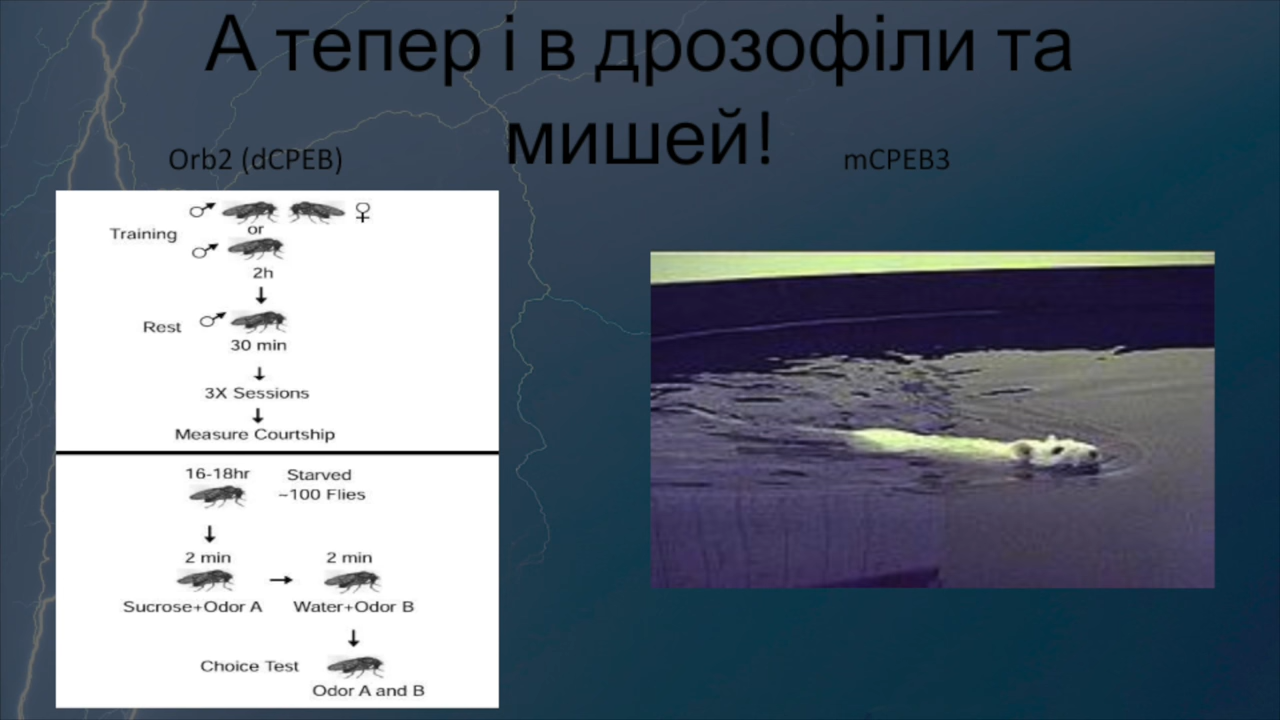 А тепер і в дрозофіли та
мишей!
Orb2 (dCPEB)
mCPEB3
♂ ♀
Training
or
♂
2h
Rest ♂
30 min
3X Sessions
Measure Courtship
16-18hr Starved
~100 Flies
2 min 2 min
Sucrose+Odor A Water+Odor B
Choice Test
Odor A and B